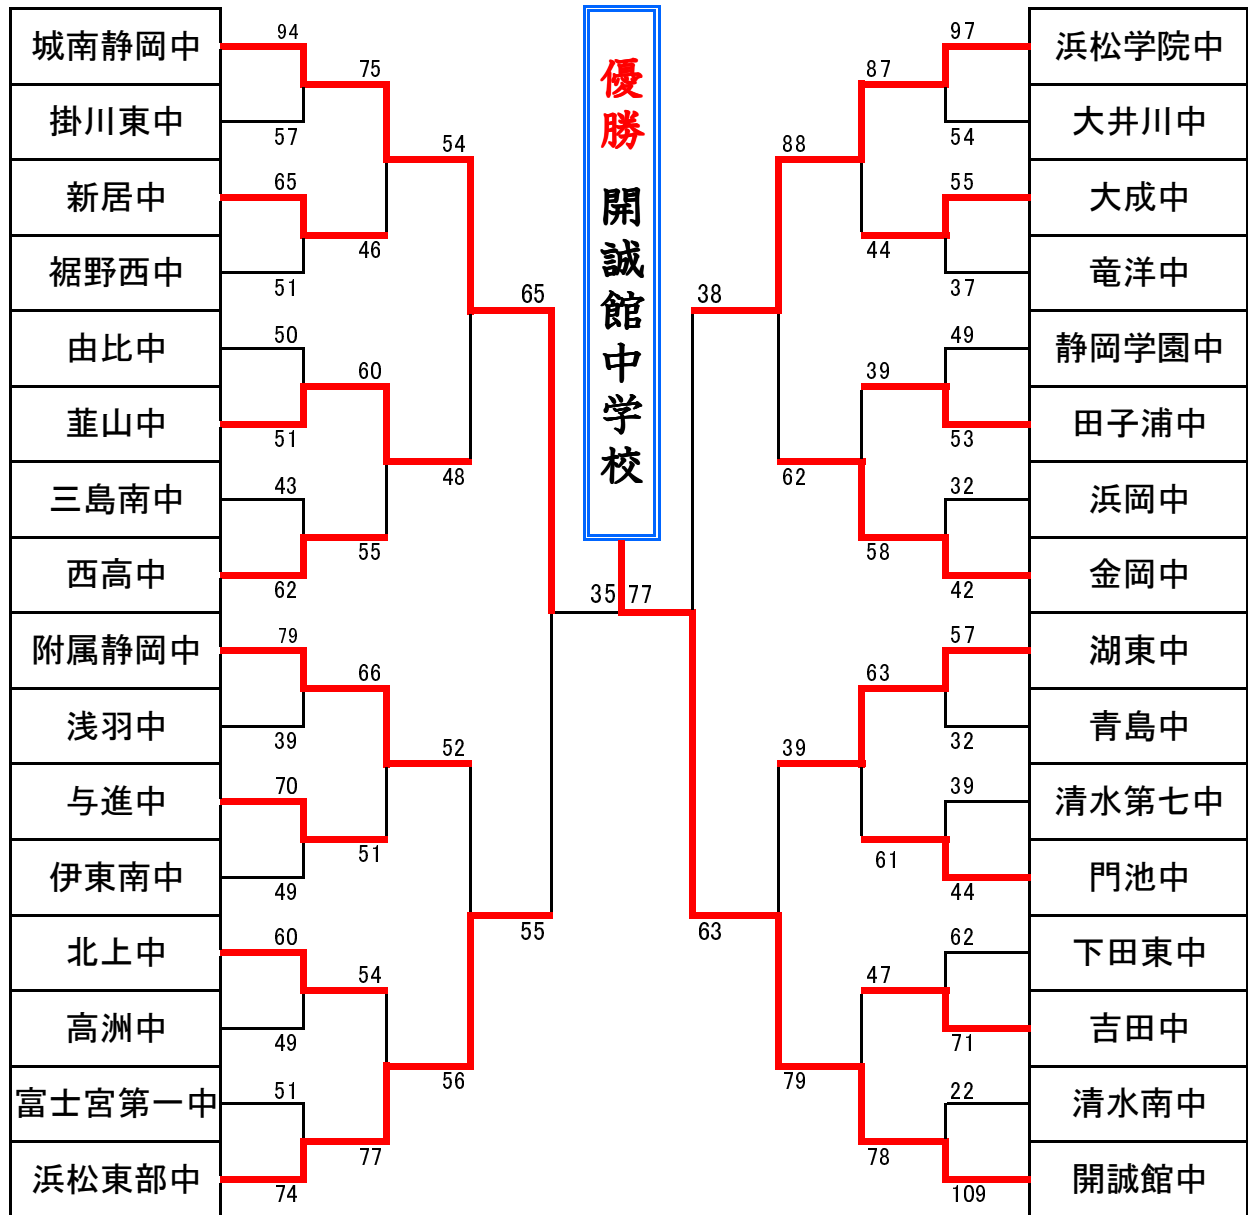 城南静岡中
掛川東中
新居中
裾野西中
由比中
韮山中
三島南中
西高中
附属静岡中
浅羽中
与進中
伊東南中
北上中
高洲中
富士宮第一中
浜松東部中
94
57
65
51
50
51
43
62
79
39
70
49
60
49
51
74
75
46
60
55
66
51
54
77
54
48
52
56
65
55
35
優勝 開誠館中学校
77
38
63
88
62
39
79
87
44
39
58
63
61
47
78
97
54
55
37
49
53
32
42
57
32
39
44
62
71
22
109
浜松学院中
大井川中
大成中
竜洋中
静岡学園中
田子浦中
浜岡中
金岡中
湖東中
青島中
清水第七中
門池中
下田東中
吉田中
清水南中
開誠館中